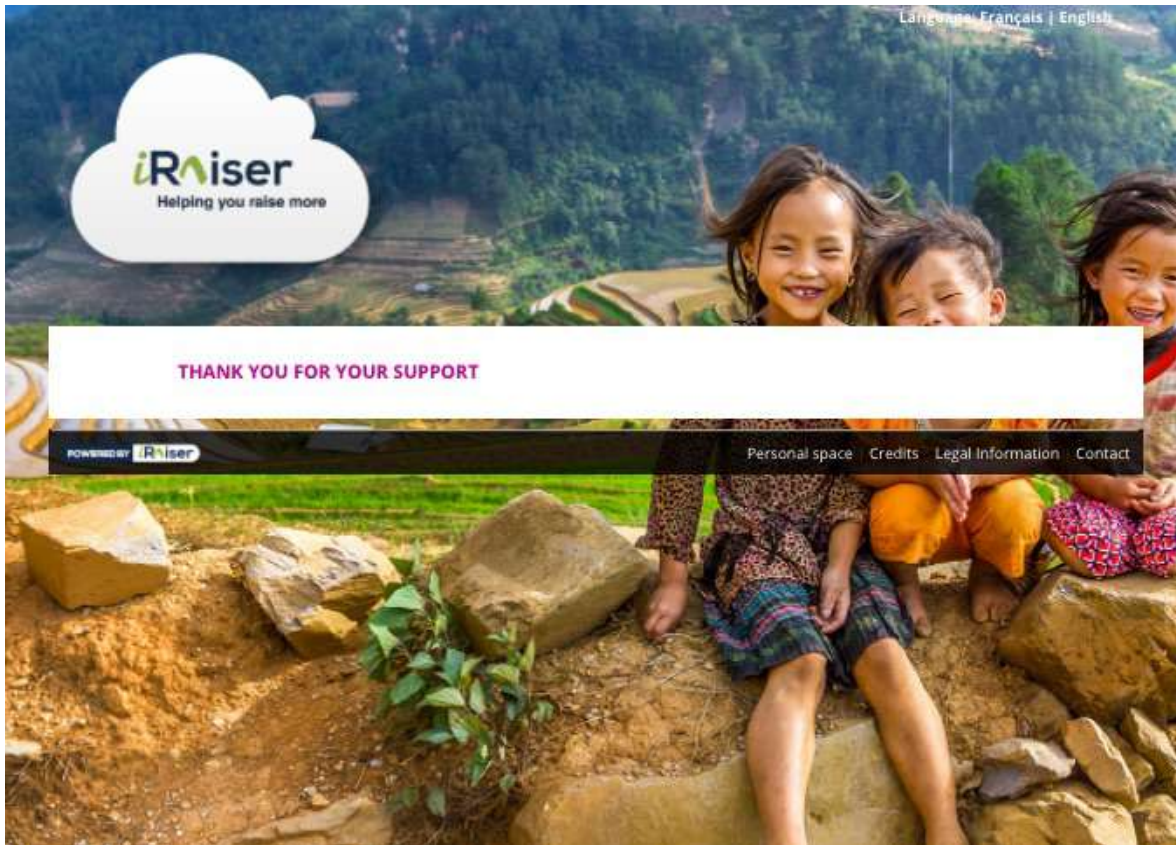 Language: Français | English
iRaiser
Helping you raise more
THANK YOU FOR YOUR SUPPORT
POWERED BY iRaiser
Personal space Credits Legal Information Contact